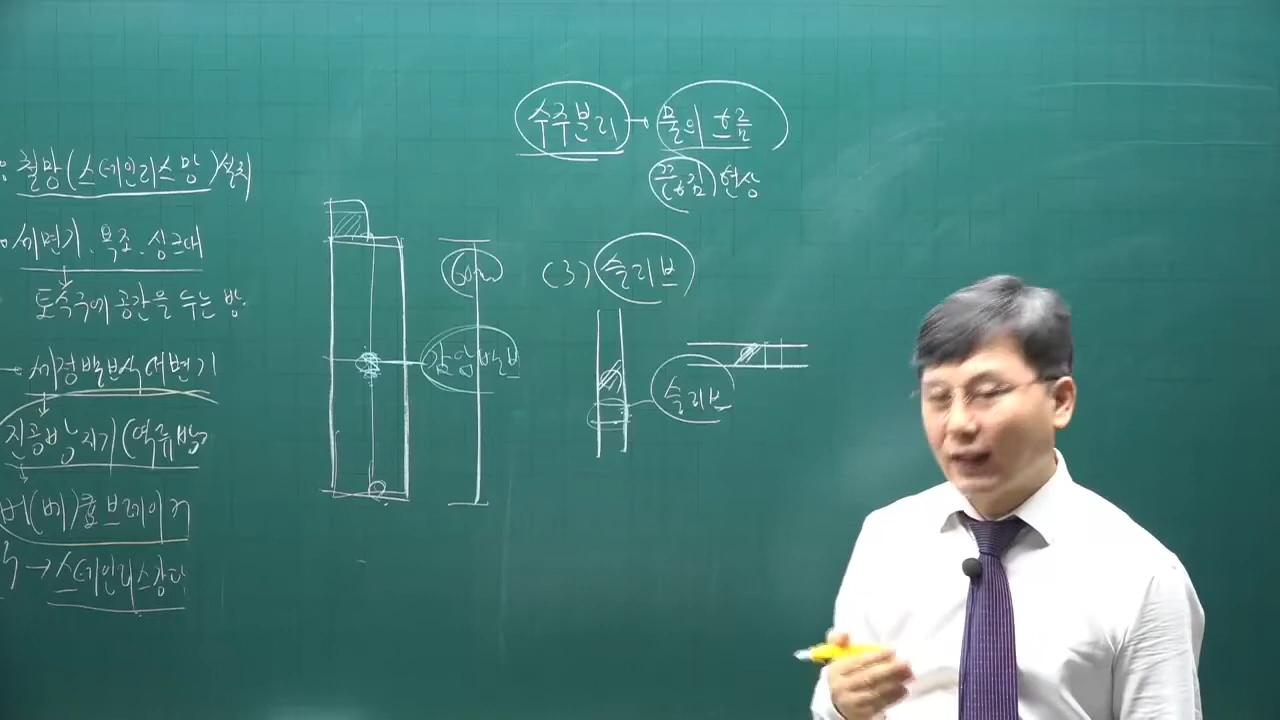 철망(스테인리스망)설치
세면기, 욕조, 싱크대
토수구에 공간을 두는 방
→ 세정밸브식대변기
진공방지기(역류방
버(베)큠브레이커
→ 스테인리스강다
수주분리 → 물의 흐름
끊김 현상
60m
감압밸브
(3) 슬리브
슬리브